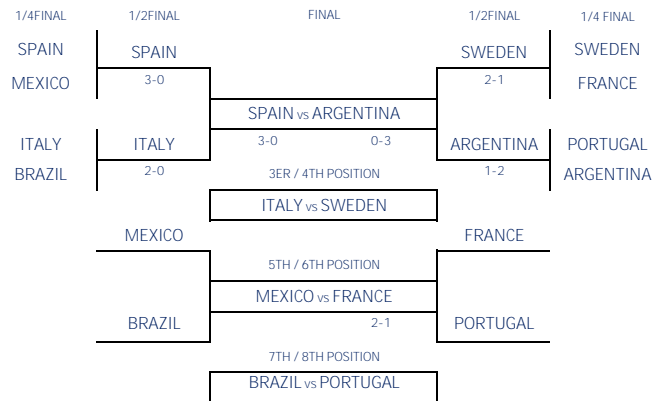 1/4FINAL 1/2FINAL FINAL 1/2FINAL 1/4 FINAL
SPAIN SPAIN SWEDEN SWEDEN
MEXICO 3-0 2-1 FRANCE
SPAIN vs ARGENTINA
3-0 0-3
ITALY ITALY ARGENTINA PORTUGAL
BRAZIL 2-0 1-2 ARGENTINA
3ER / 4TH POSITION
ITALY vs SWEDEN
MEXICO FRANCE
5TH / 6TH POSITION
MEXICO vs FRANCE
2-1
BRAZIL PORTUGAL
7TH / 8TH POSITION
BRAZIL vs PORTUGAL